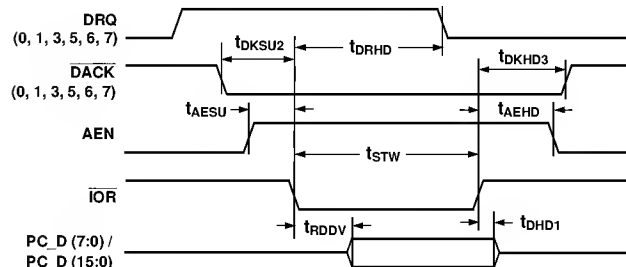 DRQ
(0, 1, 3, 5, 6, 7)
tDKSU2
tDRHD
tDKHD3
DACK
(0, 1, 3, 5, 6, 7)
tAESU
tAEHD
AEN
tSTW
IOR
tRDDV
tDHD1
PC_D (7:0) /
PC_D (15:0)